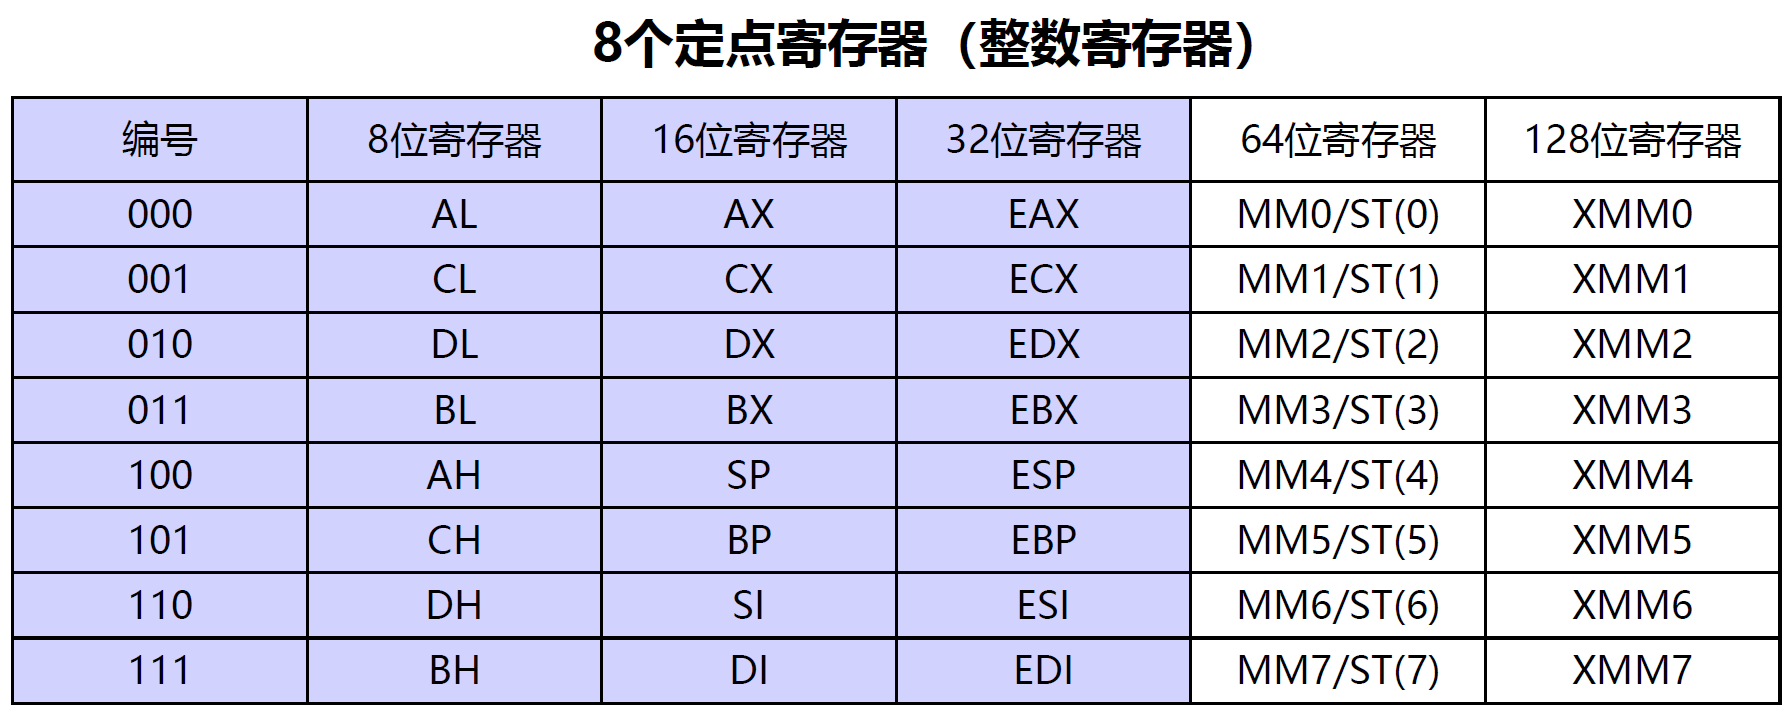 8个定点寄存器（整数寄存器）
编号 8位寄存器 16位寄存器 32位寄存器 64位寄存器 128位寄存器
000 AL AX EAX MM0/ST(0) XMM0
001 CL CX ECX MM1/ST(1) XMM1
010 DL DX EDX MM2/ST(2) XMM2
011 BL BX EBX MM3/ST(3) XMM3
100 AH SP ESP MM4/ST(4) XMM4
101 CH BP EBP MM5/ST(5) XMM5
110 DH SI ESI MM6/ST(6) XMM6
111 BH DI EDI MM7/ST(7) XMM7